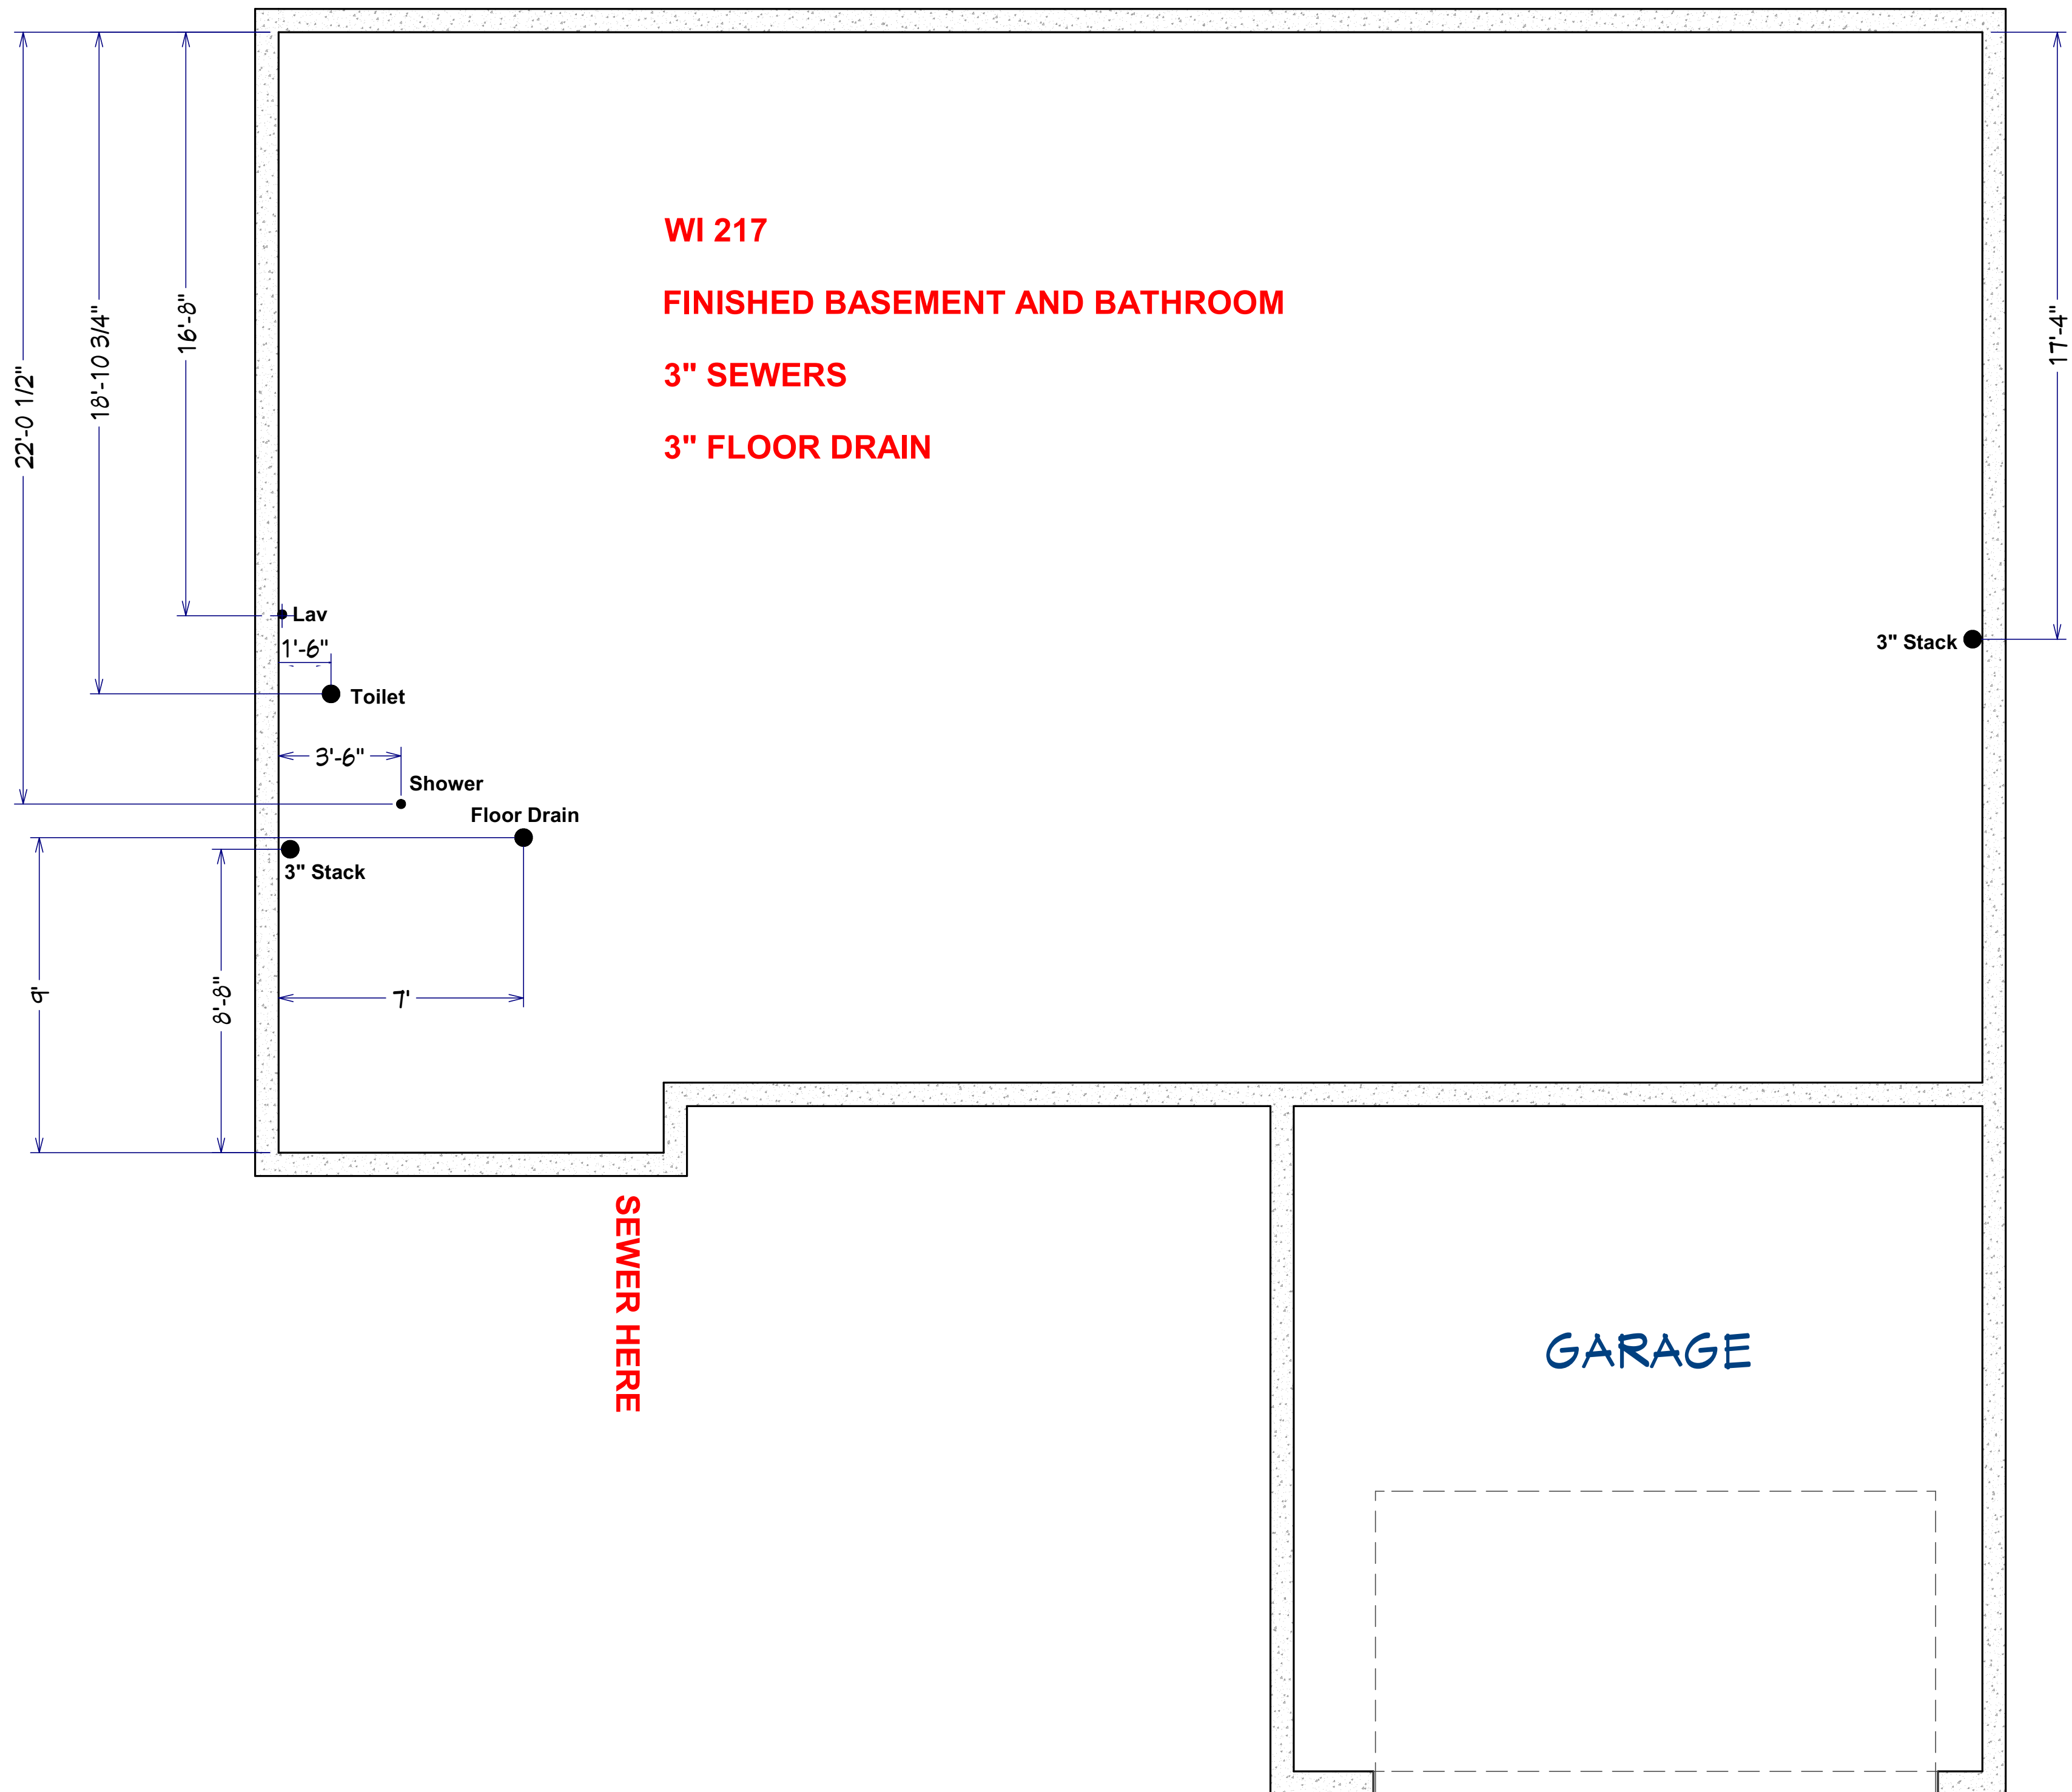 WI 217
FINISHED BASEMENT AND BATHROOM
3" SEWERS
3" FLOOR DRAIN
22'-0 1/2"
18'-10 3/4"
16'-8"
17'-4"
Lav
1'-6"
3" Stack
Toilet
3'-6"
Shower
Floor Drain
3" Stack
9'
8'-8"
7'
SEWER HERE
GARAGE